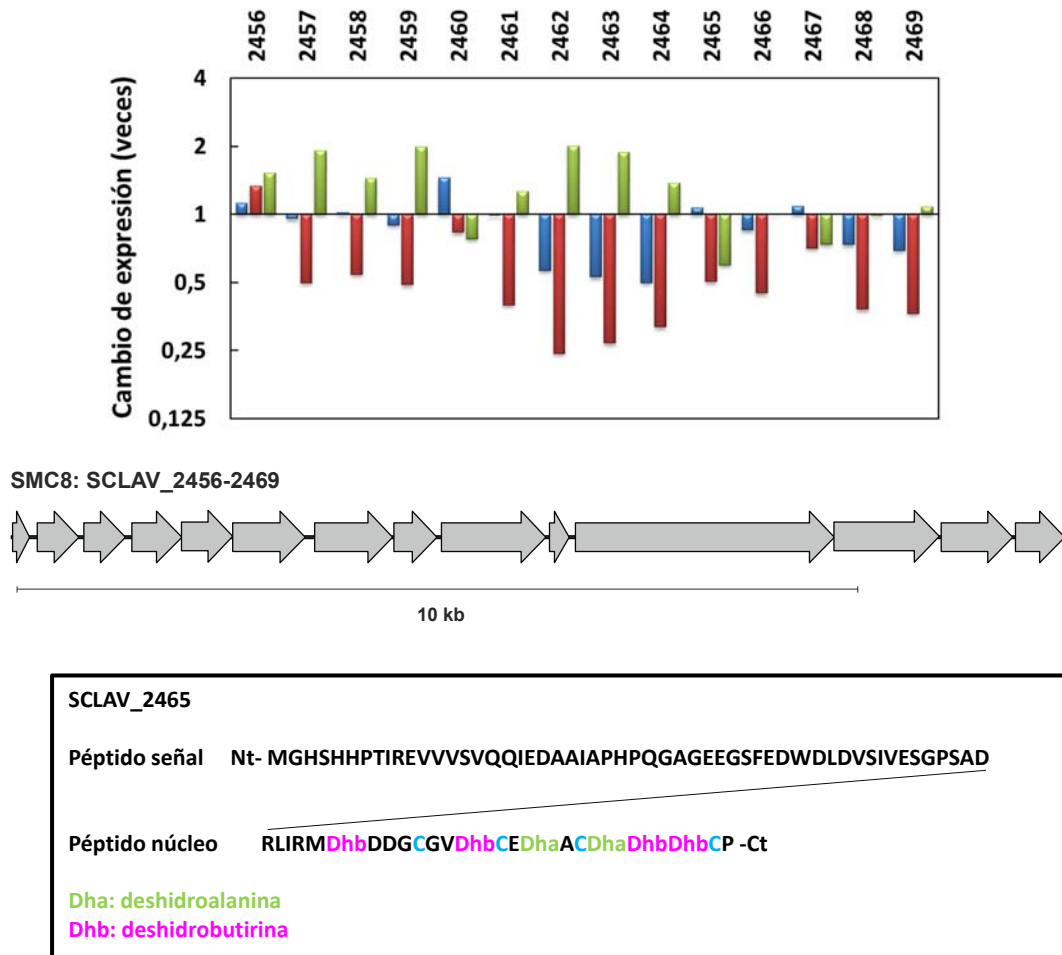 2456 2457 2458 2459 2460 2461 2462 2463 2464 2465 2466 2467 2468 2469
Cambio de expresión (veces)
4
2
1
0,5
0,25
0,125
SMC8: SCLAV_2456-2469
10 kb
SCLAV_2465
Péptido señal Nt- MGHSHHPTIREVVVSVQQIEDAAIAPHPQGAGEEGSFEDWDLDVSIVESGPSAD
Péptido núcleo RLIRMDhbDDGCGVDhbCEDhaACDhaDhbDhbCP -Ct
Dha: deshidroalanina
Dhb: deshidrobutirina